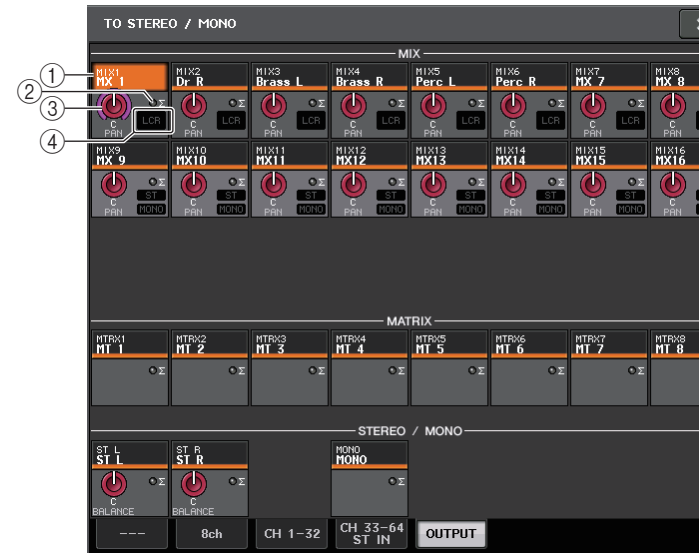 TO STEREO / MONO
MIX
MIX1 MIX2 MIX3 MIX4 MIX5 MIX6 MIX7 MIX8
MX 1 Dr R Brass L Brass R Perc L Perc R MX 7 MX 8
① ② ③ ④
Σ Σ Σ Σ Σ Σ Σ
LCR LCR LCR LCR LCR LCR LCR
C C C C C C C C
PAN PAN PAN PAN PAN PAN PAN PAN
MIX9 MIX10 MIX11 MIX12 MIX13 MIX14 MIX15 MIX16
MX 9 MX10 MX11 MX12 MX13 MX14 MX15 MX16
Σ Σ Σ Σ Σ Σ Σ
ST ST ST ST ST ST ST
C C C C C C C C
PAN MONO PAN MONO PAN MONO PAN MONO PAN MONO PAN MONO PAN MONO PAN
MATRIX
MTRX1 MTRX2 MTRX3 MTRX4 MTRX5 MTRX6 MTRX7 MTRX8
MT 1 MT 2 MT 3 MT 4 MT 5 MT 6 MT 7 MT 8
Σ Σ Σ Σ Σ Σ Σ
STEREO / MONO
ST L ST R MONO
ST L ST R MONO
Σ Σ Σ
C C
BALANCE BALANCE
--- 8ch CH 1-32 CH 33-64 OUTPUT
ST IN